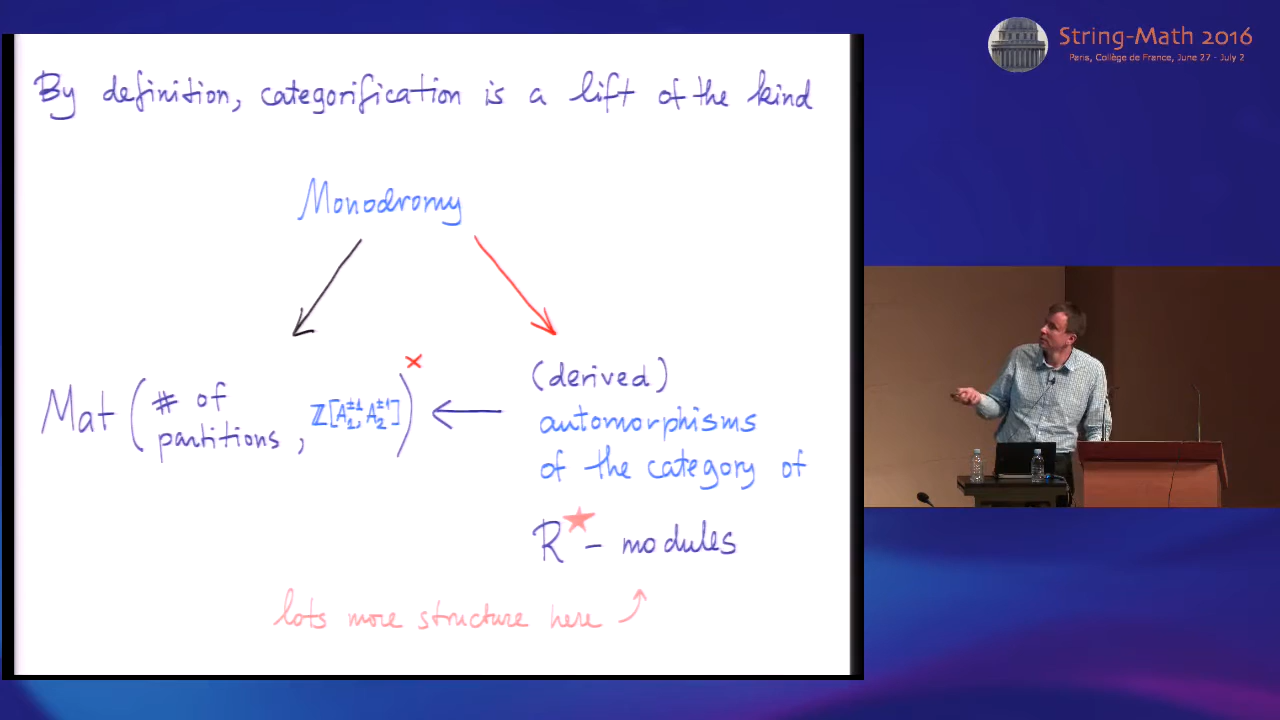 String-Math 2016
Paris, Collège de France, June 27 - July 2
By definition, categorification is a lift of the kind
Monodromy
Mat ( # of partitions , Z[A₁^±1, A₂^±1] )^×
(derived)
automorphisms
of the category of
R★ - modules
lots more structure here